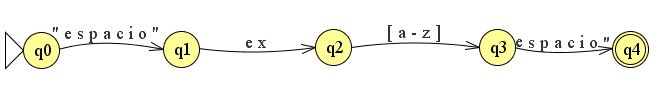 q0 "espacio" q1 ex q2 [a-z] q3 espacio" q4